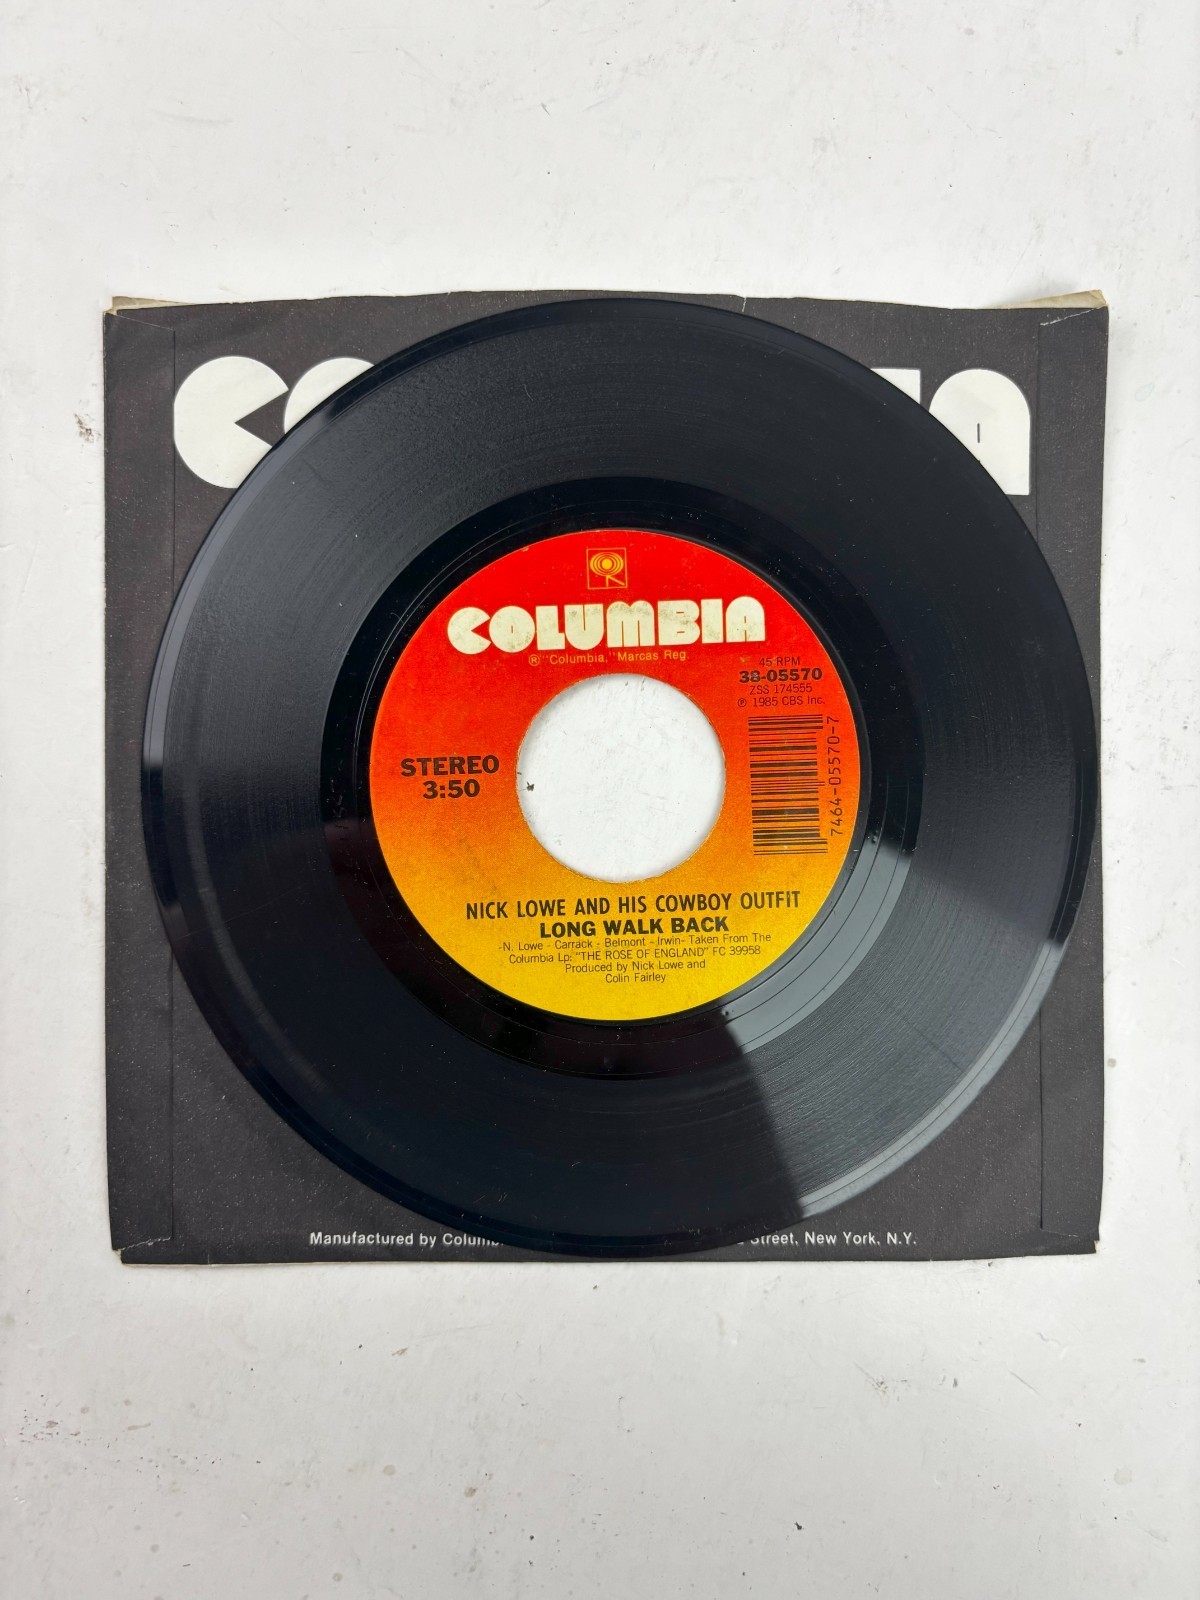 COLUMBIA
® "Columbia," Marcas Reg.
45 RPM
38-05570
ZSS 174555
℗ 1985 CBS Inc.
7464-05570-7
STEREO
3:50
NICK LOWE AND HIS COWBOY OUTFIT
LONG WALK BACK
-N. Lowe - Carrack - Belmont - Irwin- Taken From The
Columbia Lp: "THE ROSE OF ENGLAND" FC 39958
Produced by Nick Lowe and
Colin Fairley
Manufactured by Street, New York, N.Y.